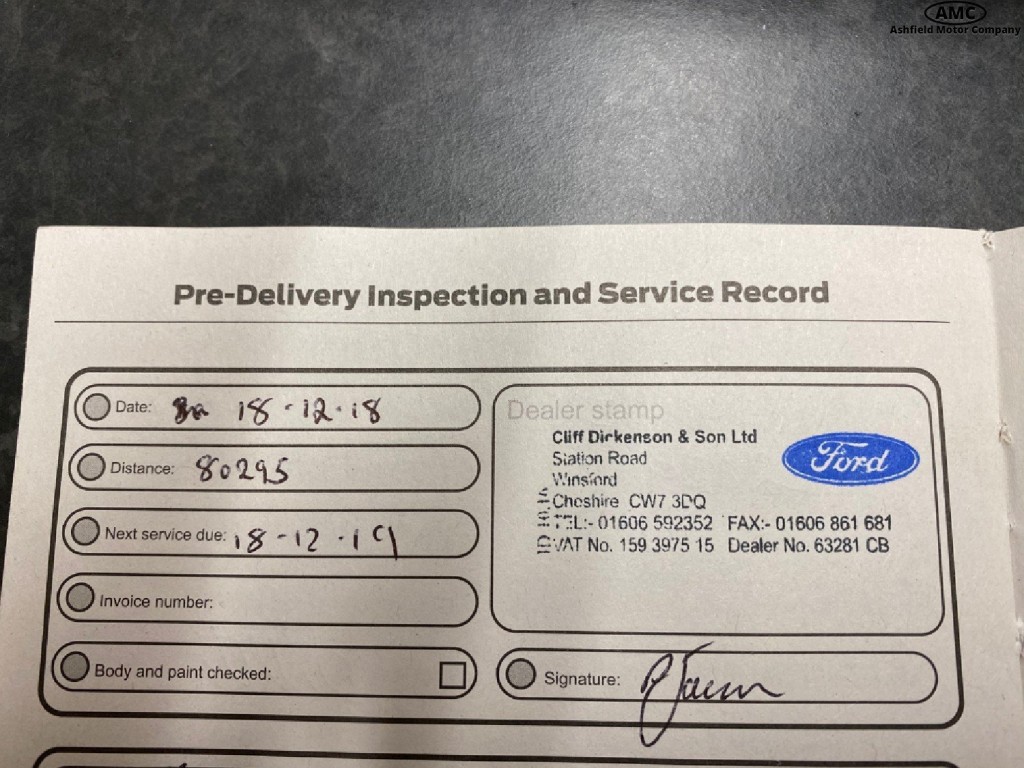 AMC
Ashfield Motor Company
Pre-Delivery Inspection and Service Record
Date: 18-12-18
Distance: 80295
Next service due: 18-12-19
Invoice number:
Body and paint checked:
Dealer stamp
Cliff Dickenson & Son Ltd
Station Road
Winsford
Cheshire CW7 3DQ
TEL:- 01606 592352 FAX:- 01606 861 681
VAT No. 159 3975 15 Dealer No. 63281 CB
Ford
Signature: